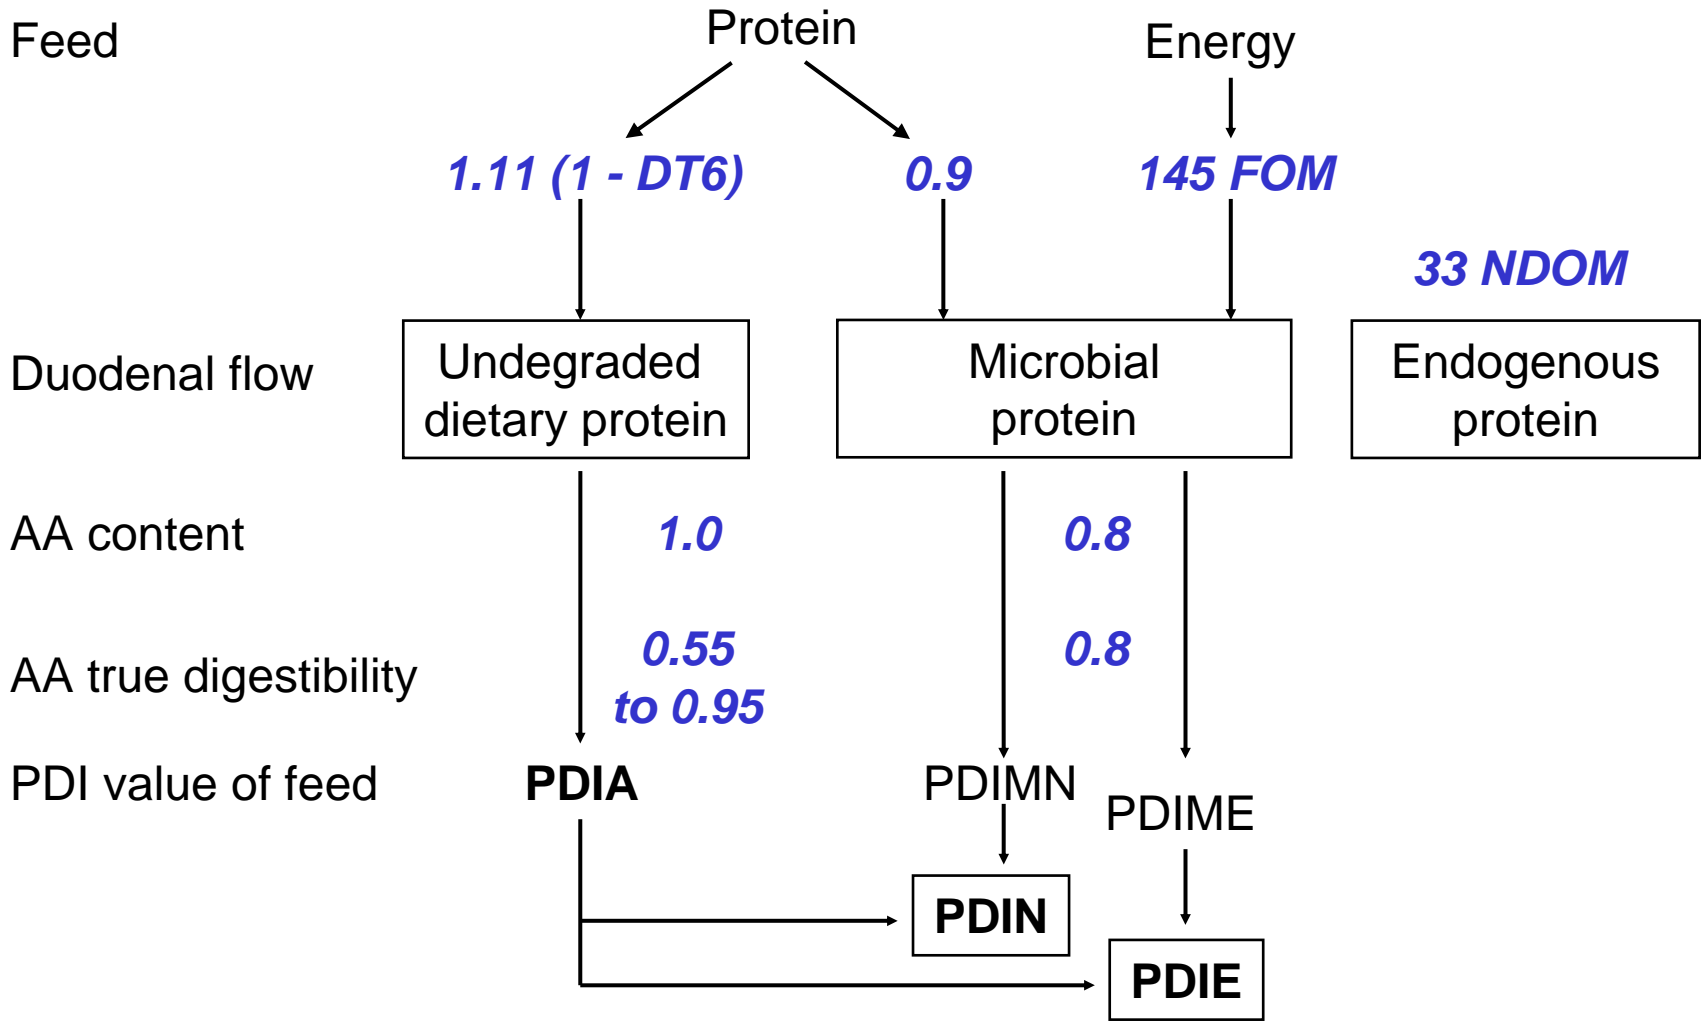 Feed
Protein
Energy
1.11 (1 - DT6)
0.9
145 FOM
33 NDOM
Duodenal flow
Undegraded
dietary protein
Microbial
protein
Endogenous
protein
AA content
1.0
0.8
AA true digestibility
0.55
to 0.95
0.8
PDI value of feed
PDIA
PDIMN
PDIME
PDIN
PDIE